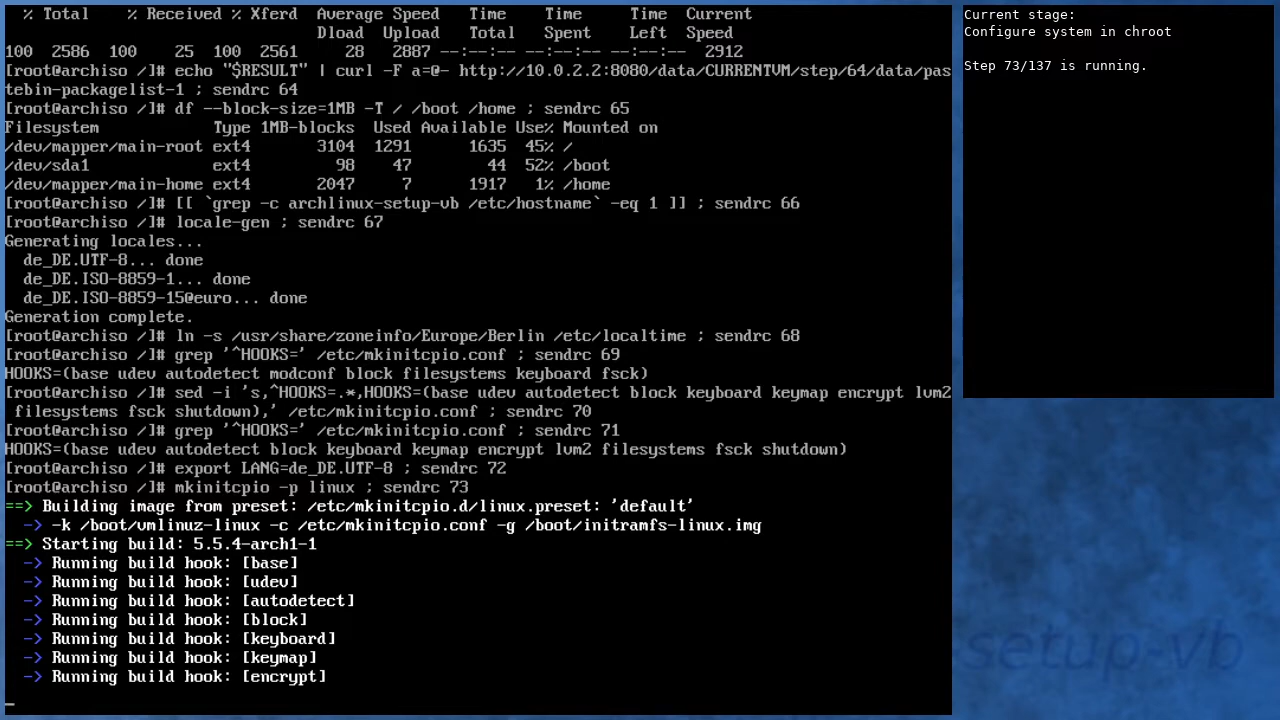 % Total    % Received % Xferd  Average Speed   Time    Time     Time  Current
                                 Dload  Upload   Total   Spent    Left  Speed
100  2586  100    25  100  2561     28   2887 --:--:-- --:--:-- --:--:--  2912
[root@archiso /]# echo "$RESULT" | curl -F a=@- http://10.0.2.2:8080/data/CURRENTVM/step/64/data/pas
tebin-packagelist-1 ; sendrc 64
[root@archiso /]# df --block-size=1MB -T / /boot /home ; sendrc 65
Filesystem            Type 1MB-blocks  Used Available Use% Mounted on
/dev/mapper/main-root ext4       3104  1291      1635  45% /
/dev/sda1             ext4         98    47        44  52% /boot
/dev/mapper/main-home ext4       2047     7      1917   1% /home
[root@archiso /]# [[ `grep -c archlinux-setup-vb /etc/hostname` -eq 1 ]] ; sendrc 66
[root@archiso /]# locale-gen ; sendrc 67
Generating locales...
  de_DE.UTF-8... done
  de_DE.ISO-8859-1... done
  de_DE.ISO-8859-15@euro... done
Generation complete.
[root@archiso /]# ln -s /usr/share/zoneinfo/Europe/Berlin /etc/localtime ; sendrc 68
[root@archiso /]# grep '^HOOKS=' /etc/mkinitcpio.conf ; sendrc 69
HOOKS=(base udev autodetect modconf block filesystems keyboard fsck)
[root@archiso /]# sed -i 's,^HOOKS=.*,HOOKS=(base udev autodetect block keyboard keymap encrypt lvm2
 filesystems fsck shutdown),' /etc/mkinitcpio.conf ; sendrc 70
[root@archiso /]# grep '^HOOKS=' /etc/mkinitcpio.conf ; sendrc 71
HOOKS=(base udev autodetect block keyboard keymap encrypt lvm2 filesystems fsck shutdown)
[root@archiso /]# export LANG=de_DE.UTF-8 ; sendrc 72
[root@archiso /]# mkinitcpio -p linux ; sendrc 73
==> Building image from preset: /etc/mkinitcpio.d/linux.preset: 'default'
  -> -k /boot/vmlinuz-linux -c /etc/mkinitcpio.conf -g /boot/initramfs-linux.img
==> Starting build: 5.5.4-arch1-1
  -> Running build hook: [base]
  -> Running build hook: [udev]
  -> Running build hook: [autodetect]
  -> Running build hook: [block]
  -> Running build hook: [keyboard]
  -> Running build hook: [keymap]
  -> Running build hook: [encrypt]
_
Current stage:
Configure system in chroot
Step 73/137 is running.
setup-vb